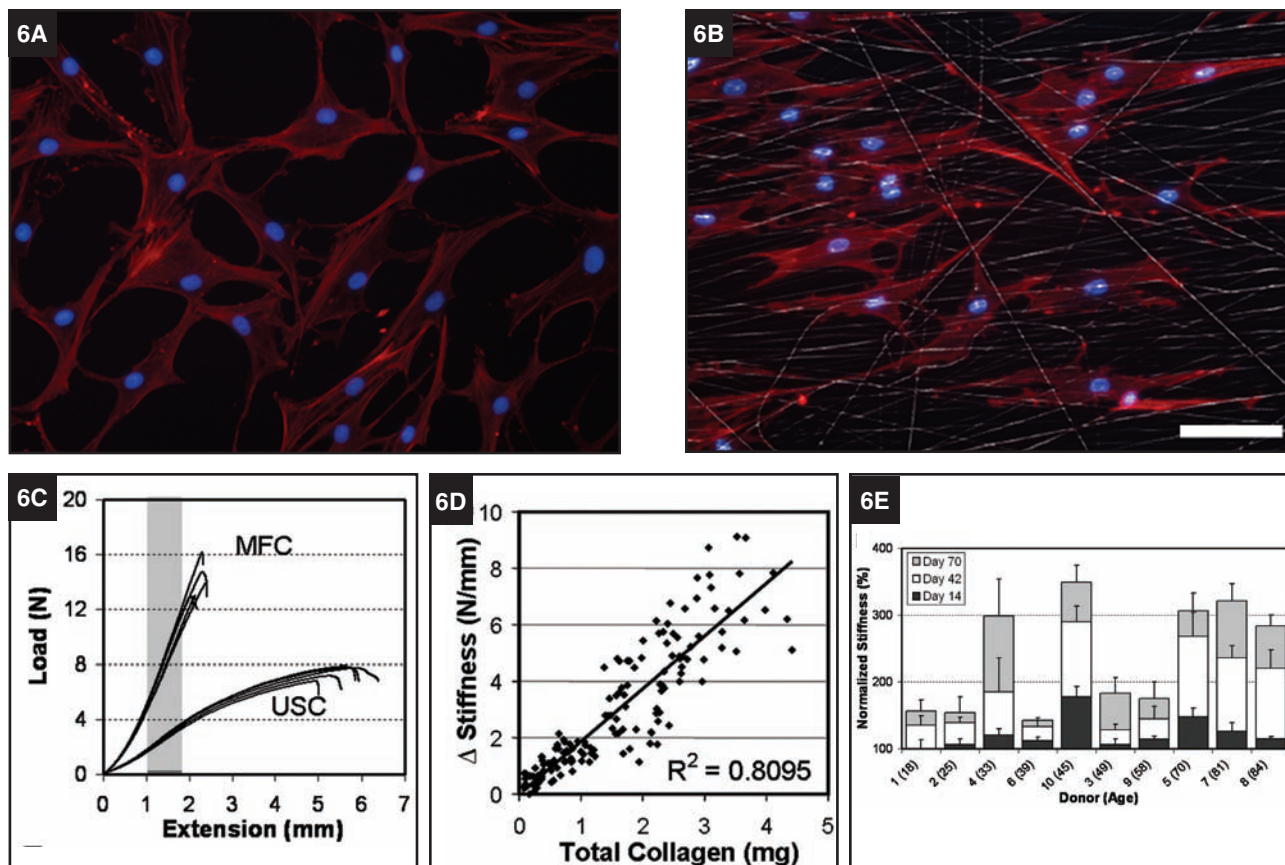 6A
6B
6C
20
16
12
8
4
0
Load (N)
MFC
USC
0 1 2 3 4 5 6 7
Extension (mm)
6D
10
8
6
4
2
0
Δ Stiffness (N/mm)
R² = 0.8095
0 1 2 3 4 5
Total Collagen (mg)
6E
400
300
200
100
Normalized Stiffness (%)
Day 70
Day 42
Day 14
1 (18) 2 (25) 4 (33) 6 (39) 10 (45) 3 (49) 9 (58) 5 (70) 7 (81) 8 (84)
Donor (Age)